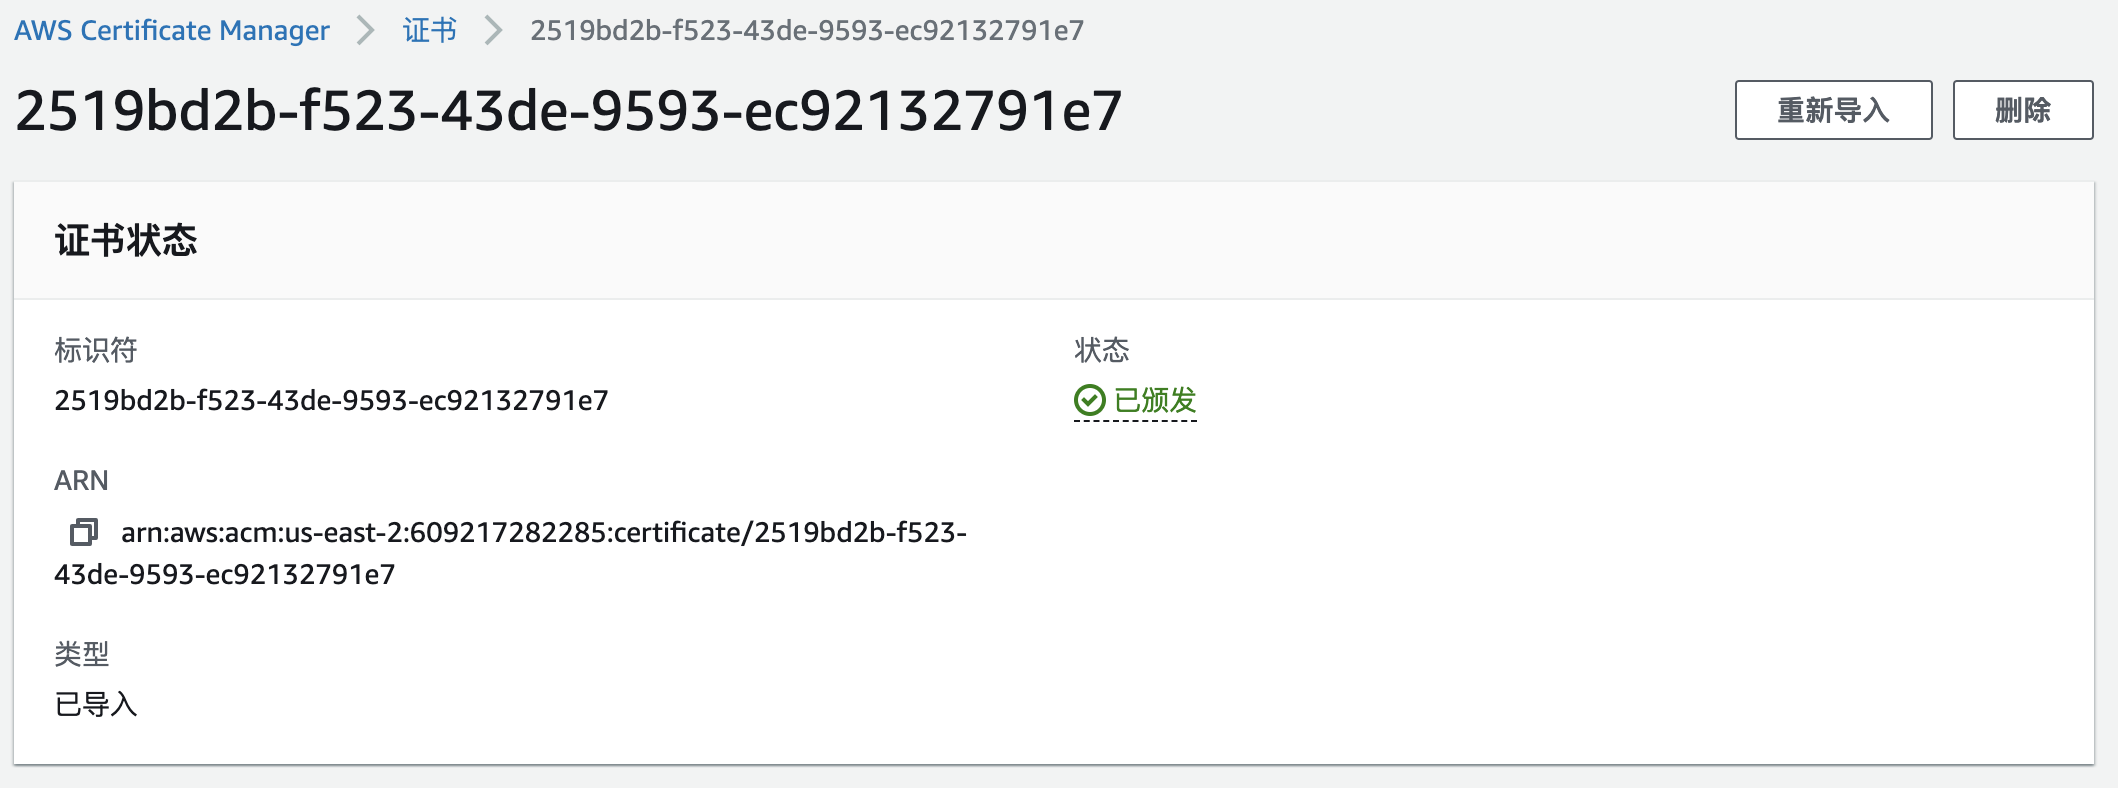 AWS Certificate Manager > 证书 > 2519bd2b-f523-43de-9593-ec92132791e7
2519bd2b-f523-43de-9593-ec92132791e7
重新导入
删除
证书状态
标识符
2519bd2b-f523-43de-9593-ec92132791e7
状态
已颁发
ARN
arn:aws:acm:us-east-2:609217282285:certificate/2519bd2b-f523-
43de-9593-ec92132791e7
类型
已导入